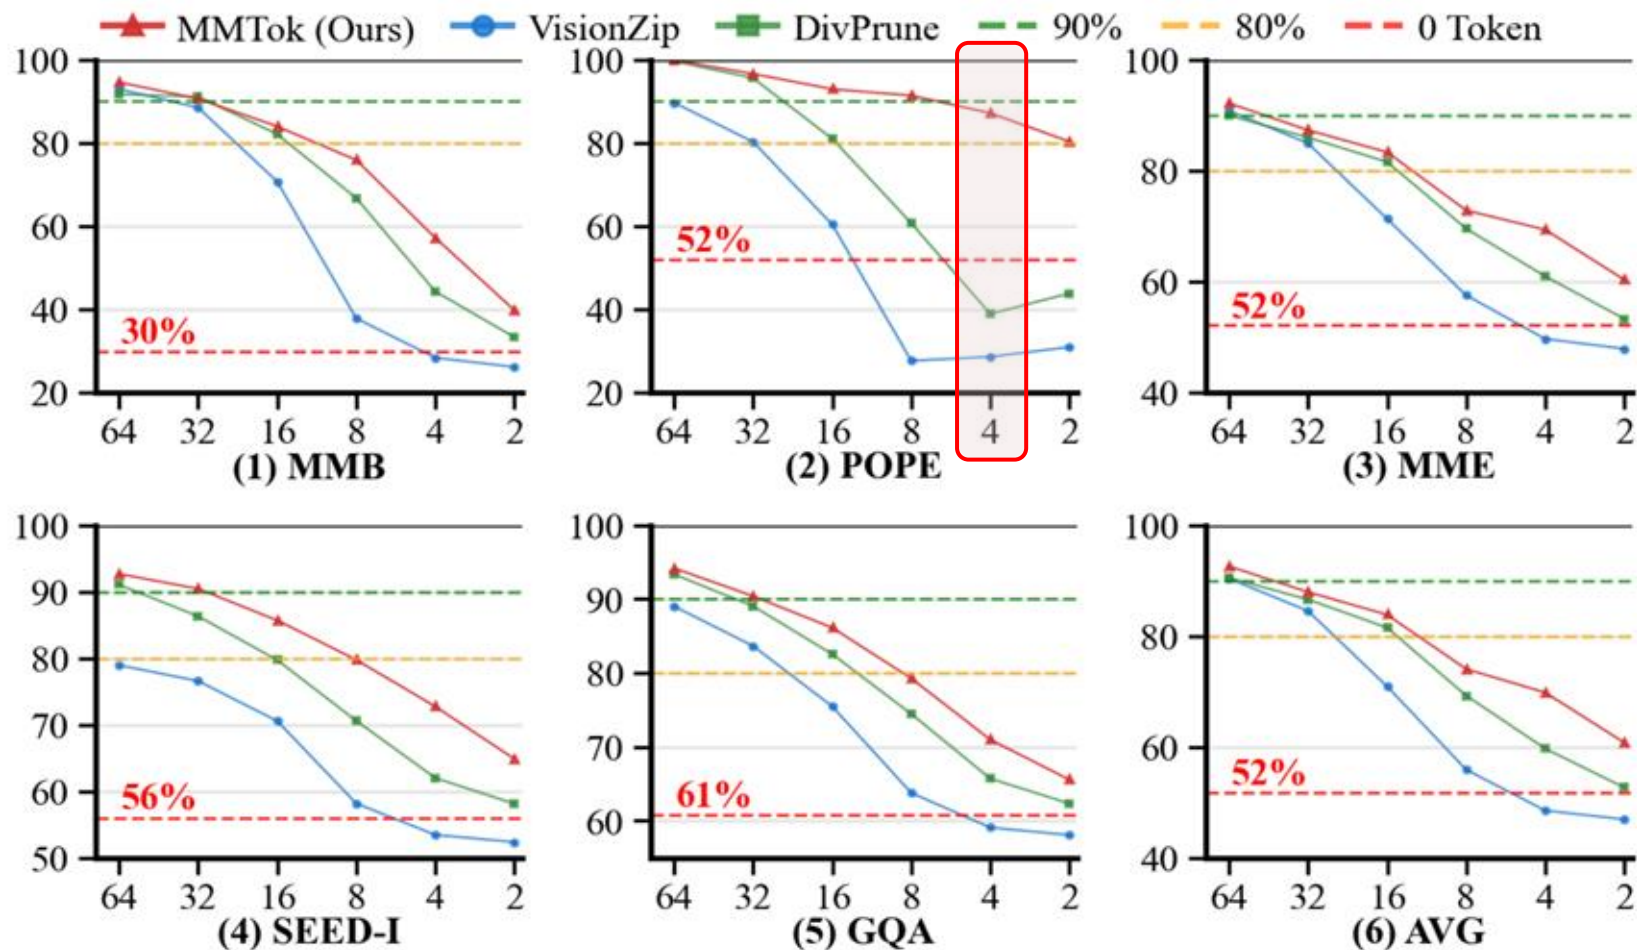 MMTok (Ours) VisionZip DivPrune 90% 80% 0 Token
100
80
60
40
20
30%
64 32 16 8 4 2
(1) MMB
100
80
60
40
20
52%
64 32 16 8 4 2
(2) POPE
100
80
60
40
52%
64 32 16 8 4 2
(3) MME
100
90
80
70
60
50
56%
64 32 16 8 4 2
(4) SEED-I
100
90
80
70
60
61%
64 32 16 8 4 2
(5) GQA
100
80
60
40
52%
64 32 16 8 4 2
(6) AVG